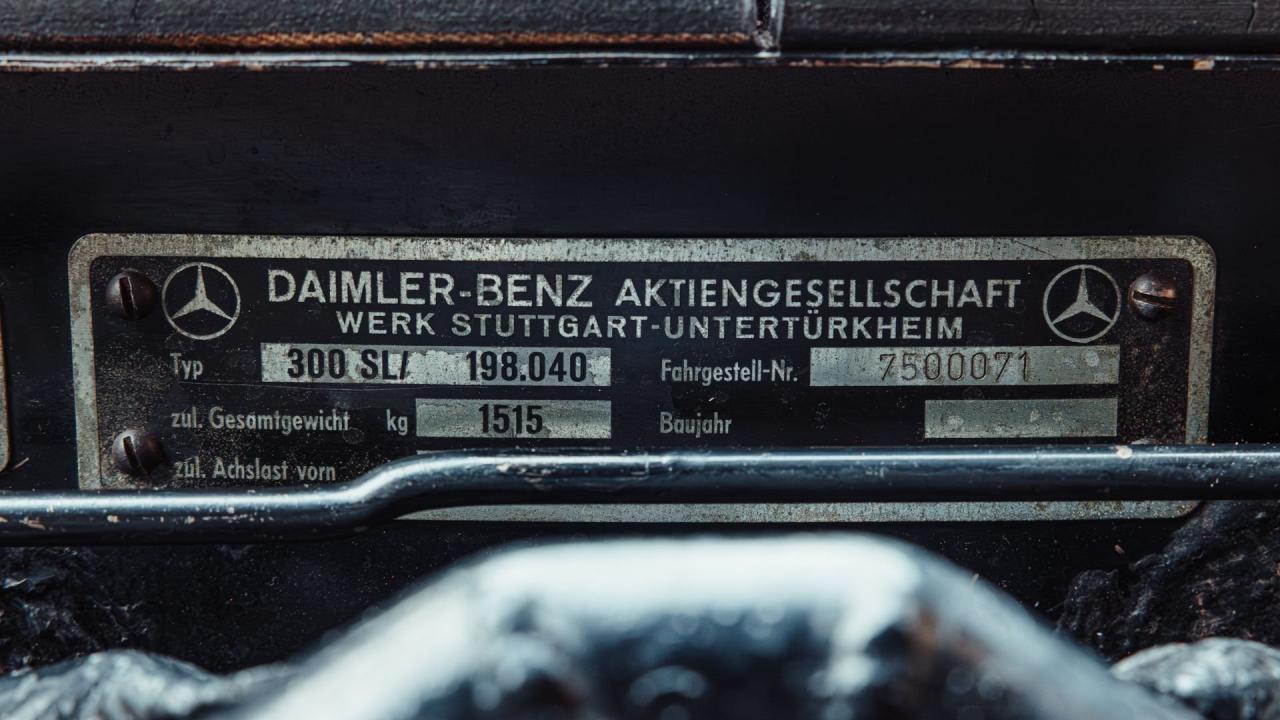 DAIMLER-BENZ AKTIENGESELLSCHAFT
WERK STUTTGART-UNTERTÜRKHEIM
Typ 300 SL/ 198.040 Fahrgestell-Nr. 7500071
zul. Gesamtgewicht kg 1515 Baujahr
zul. Achslast vorn